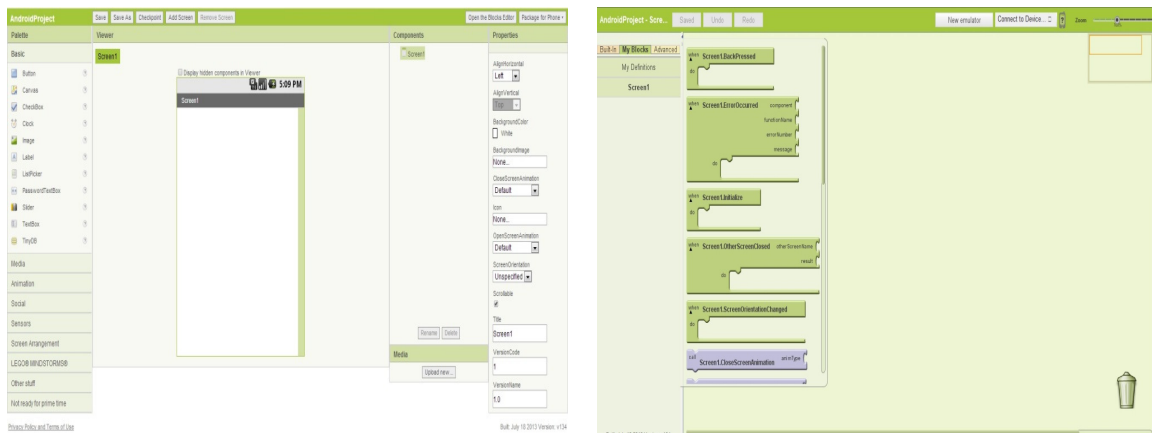 AndroidProject Save Save As Checkpoint Add Screen Remove Screen Open the Blocks Editor Package for Phone
Palette
Basic
Button
Canvas
CheckBox
Clock
Image
Label
ListPicker
PasswordTextBox
Slider
TextBox
TinyDB
Media
Animation
Social
Sensors
Screen Arrangement
LEGO® MINDSTORMS®
Other stuff
Not ready for prime time
Viewer
Screen1
Display hidden components in Viewer
5:09 PM
Screen1
Components
Screen1
Rename Delete
Media
Upload new...
Properties
AlignHorizontal
Left
AlignVertical
Top
BackgroundColor
White
BackgroundImage
None...
CloseScreenAnimation
Default
Icon
None...
OpenScreenAnimation
Default
ScreenOrientation
Unspecified
Scrollable
Title
Screen1
VersionCode
1
VersionName
1.0
Privacy Policy and Terms of Use
Built: July 10 2013 Version: v134
AndroidProject - Scre... Saved Undo Redo New emulator Connect to Device... ? Zoom
Built-In My Blocks Advanced
My Definitions
Screen1
when Screen1.BackPressed
do
when Screen1.ErrorOccurred component
functionName
errorNumber
message
do
when Screen1.Initialize
do
when Screen1.OtherScreenClosed otherScreenName
result
do
when Screen1.ScreenOrientationChanged
do
call Screen1.CloseScreenAnimation animType